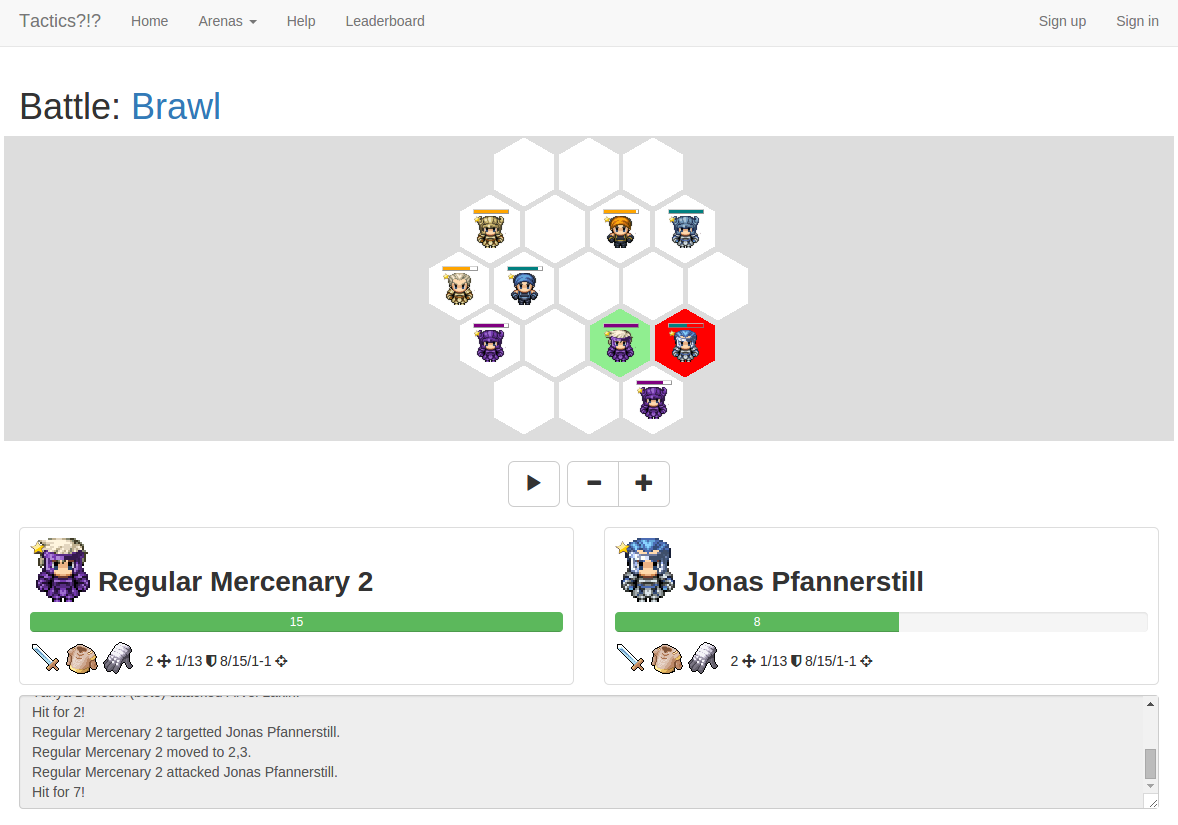 Tactics?!? Home Arenas Help Leaderboard Sign up Sign in
Battle: Brawl
Regular Mercenary 2
15
2 1/13 8/15/1-1
Jonas Pfannerstill
8
2 1/13 8/15/1-1
Hit for 2!
Regular Mercenary 2 targetted Jonas Pfannerstill.
Regular Mercenary 2 moved to 2,3.
Regular Mercenary 2 attacked Jonas Pfannerstill.
Hit for 7!